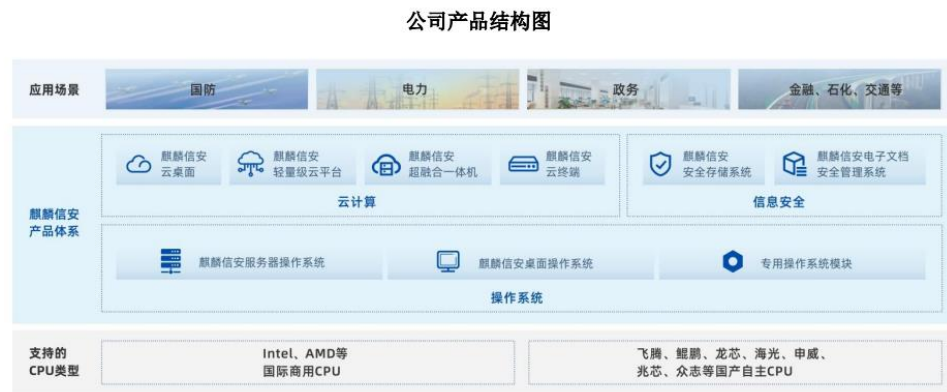 公司产品结构图
应用场景
国防
电力
政务
金融、石化、交通等
麒麟信安
产品体系
麒麟信安
云桌面
麒麟信安
轻量级云平台
麒麟信安
超融合一体机
麒麟信安
云终端
云计算
麒麟信安
安全存储系统
麒麟信安电子文档
安全管理系统
信息安全
麒麟信安服务器操作系统
麒麟信安桌面操作系统
专用操作系统模块
操作系统
支持的
CPU类型
Intel、AMD等
国际商用CPU
飞腾、鲲鹏、龙芯、海光、申威、
兆芯、众志等国产自主CPU